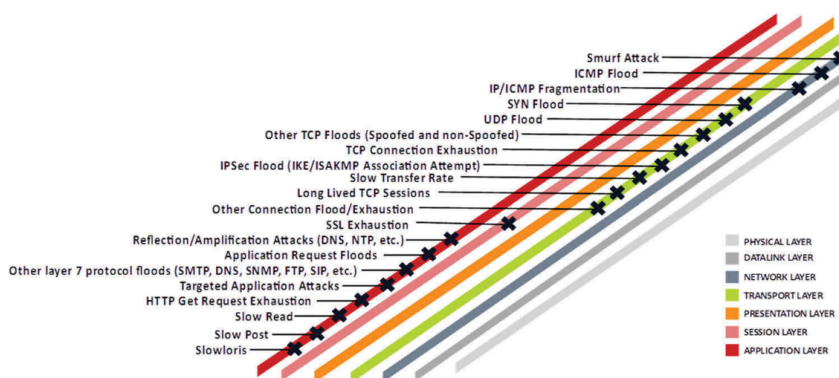 Smurf Attack
ICMP Flood
IP/ICMP Fragmentation
SYN Flood
UDP Flood
Other TCP Floods (Spoofed and non-Spoofed)
TCP Connection Exhaustion
IPSec Flood (IKE/ISAKMP Association Attempt)
Slow Transfer Rate
Long Lived TCP Sessions
Other Connection Flood/Exhaustion
SSL Exhaustion
Reflection/Amplification Attacks (DNS, NTP, etc.)
Application Request Floods
Other layer 7 protocol floods (SMTP, DNS, SNMP, FTP, SIP, etc.)
Targeted Application Attacks
HTTP Get Request Exhaustion
Slow Read
Slow Post
Slowloris
PHYSICAL LAYER
DATALINK LAYER
NETWORK LAYER
TRANSPORT LAYER
PRESENTATION LAYER
SESSION LAYER
APPLICATION LAYER